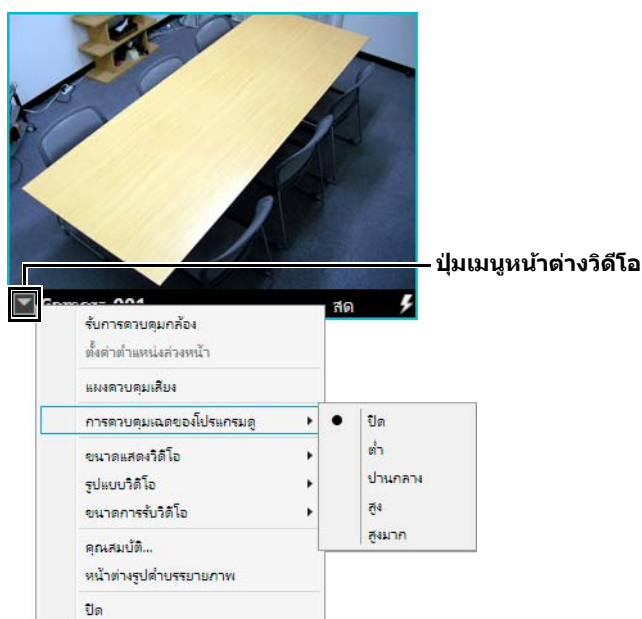 ปุ่มเมนูหน้าต่างวิดีโอ
สด
รับการควบคุมกล้อง
ตั้งค่าตำแหน่งล่วงหน้า
แผงควบคุมเสียง
การควบคุมเฉดของโปรแกรมดู
ปิด
ต่ำ
ปานกลาง
สูง
สูงมาก
ขนาดแสดงวิดีโอ
รูปแบบวิดีโอ
ขนาดการรับวิดีโอ
คุณสมบัติ...
หน้าต่างรูปคำบรรยายภาพ
ปิด